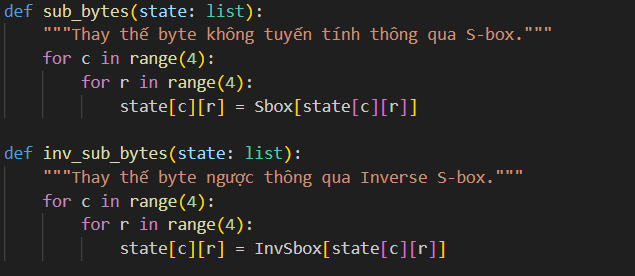 def sub_bytes(state: list):
    """Thay thế byte không tuyến tính thông qua S-box."""
    for c in range(4):
        for r in range(4):
            state[c][r] = Sbox[state[c][r]]

def inv_sub_bytes(state: list):
    """Thay thế byte ngược thông qua Inverse S-box."""
    for c in range(4):
        for r in range(4):
            state[c][r] = InvSbox[state[c][r]]